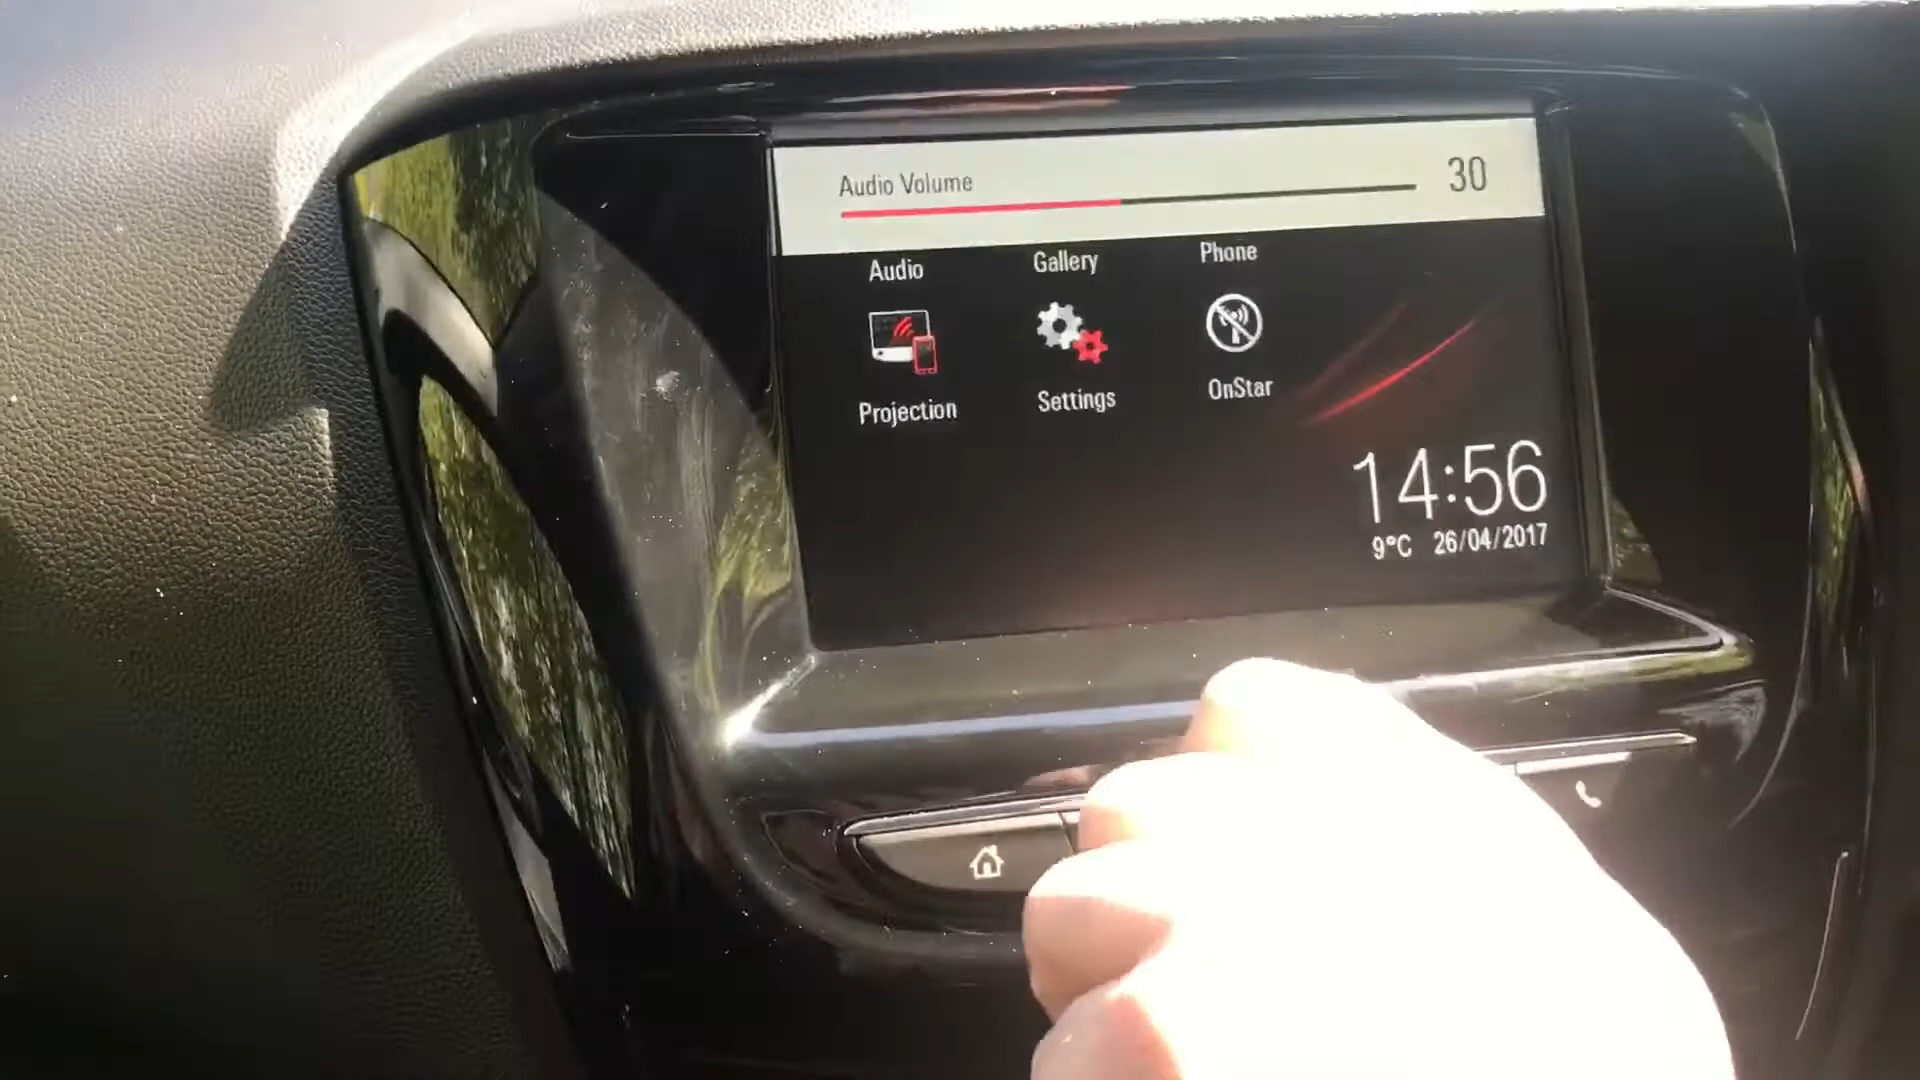 Audio Volume 30
Audio Gallery Phone
Projection Settings OnStar
14:56
9°C 26/04/2017